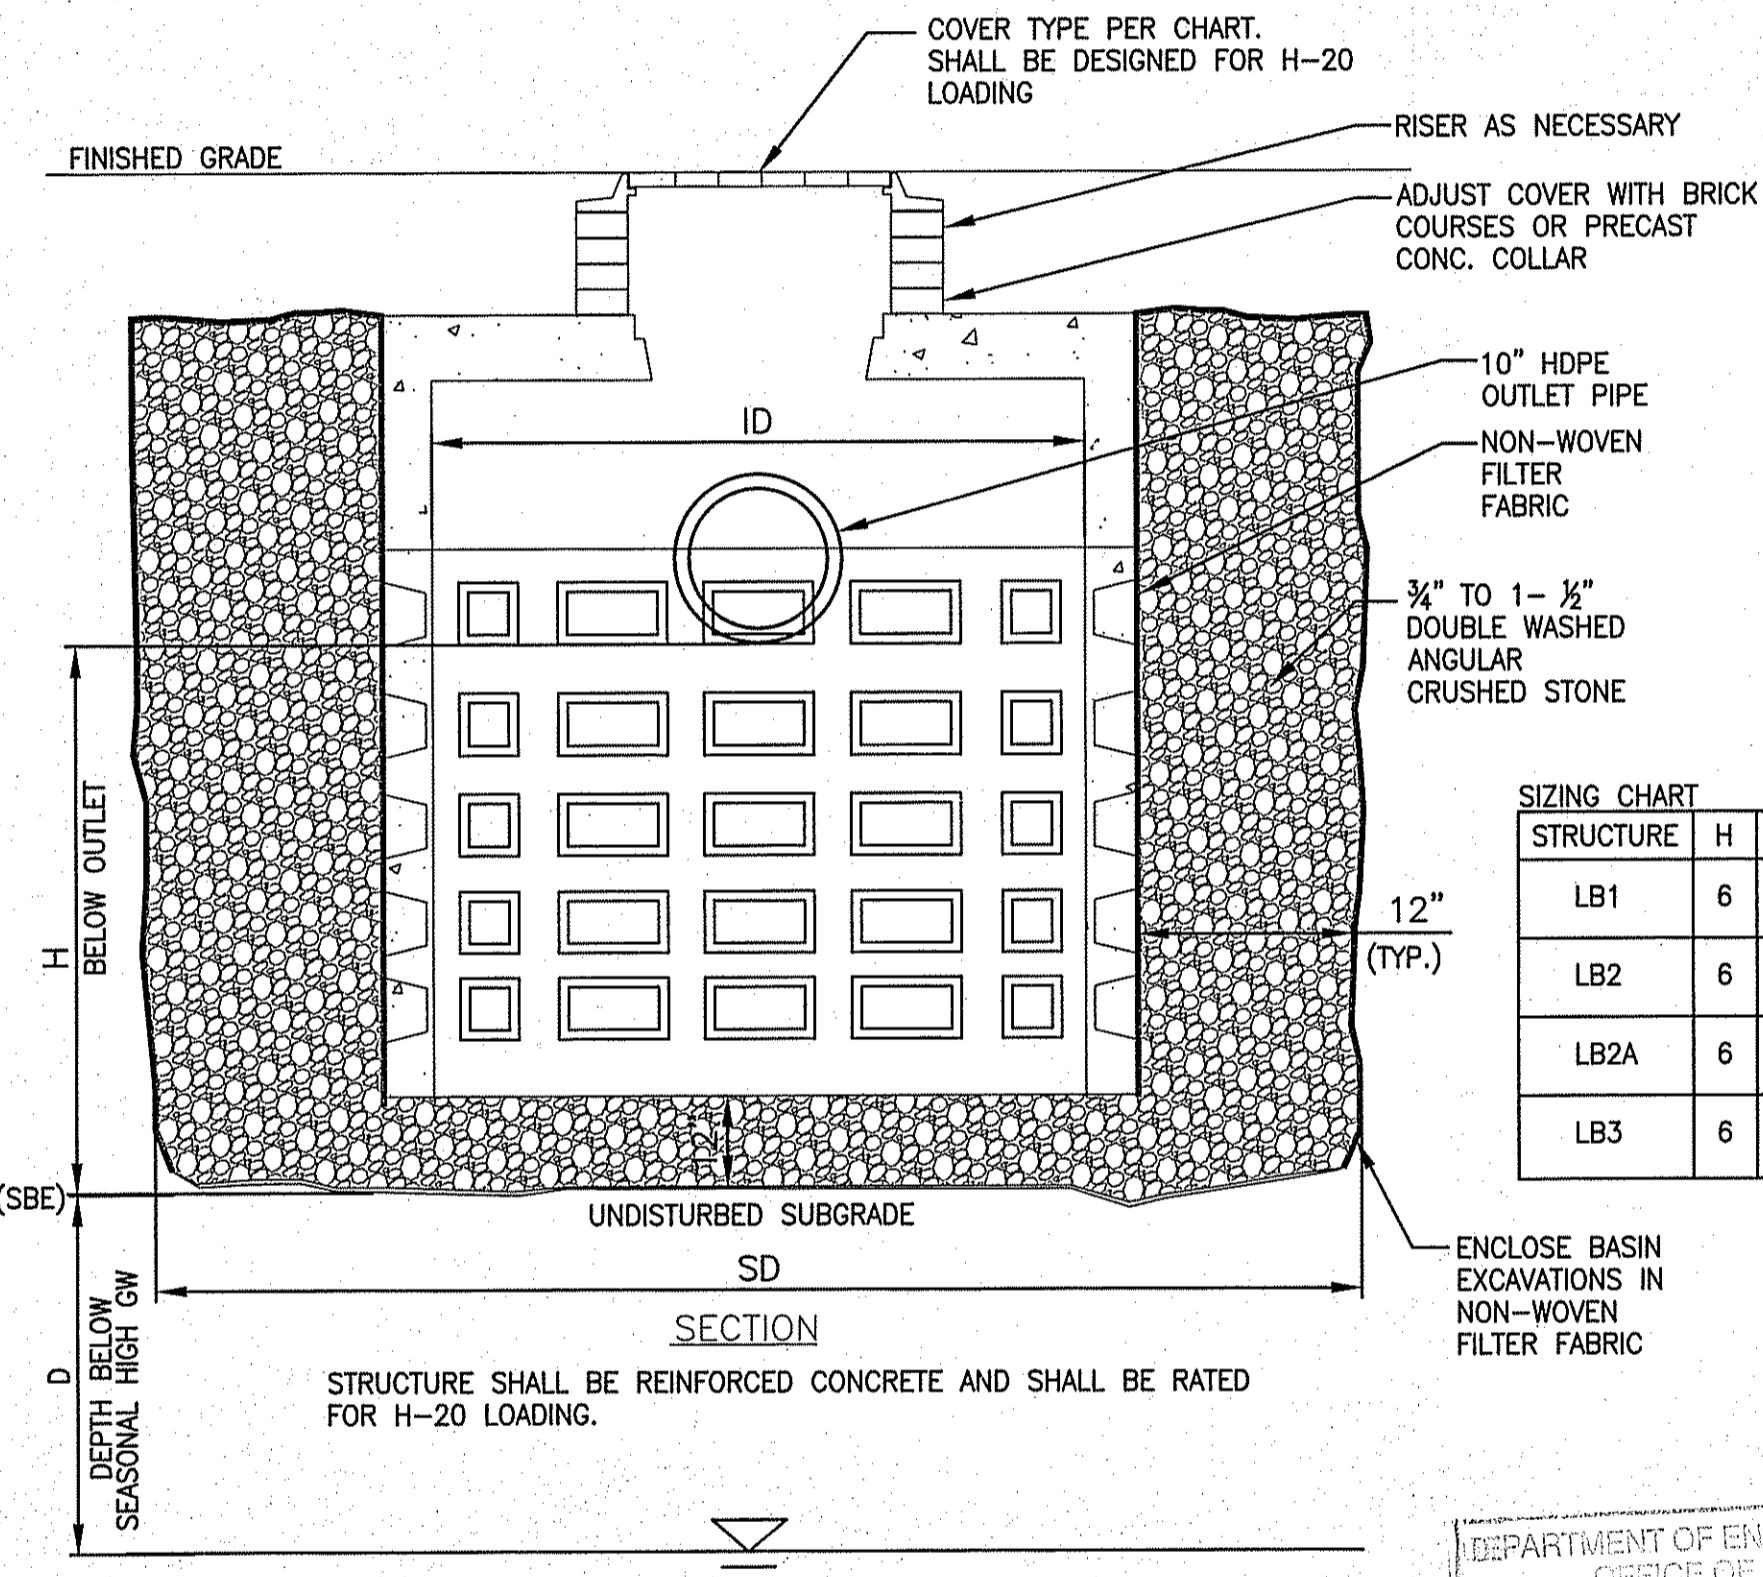 COVER TYPE PER CHART.
SHALL BE DESIGNED FOR H-20
LOADING
RISER AS NECESSARY
FINISHED GRADE
ADJUST COVER WITH BRICK
COURSES OR PRECAST
CONC. COLLAR
10" HDPE
OUTLET PIPE
ID
NON-WOVEN
FILTER
FABRIC
¾" TO 1- ½"
DOUBLE WASHED
ANGULAR
CRUSHED STONE
H
BELOW OUTLET
12"
(TYP.)
SIZING CHART
STRUCTURE H
LB1 6
LB2 6
LB2A 6
LB3 6
12"
(SBE)
UNDISTURBED SUBGRADE
SD
ENCLOSE BASIN
EXCAVATIONS IN
NON-WOVEN
FILTER FABRIC
SECTION
D
DEPTH BELOW
SEASONAL HIGH GW
STRUCTURE SHALL BE REINFORCED CONCRETE AND SHALL BE RATED
FOR H-20 LOADING.
DEPARTMENT OF EN
OFFICE OF